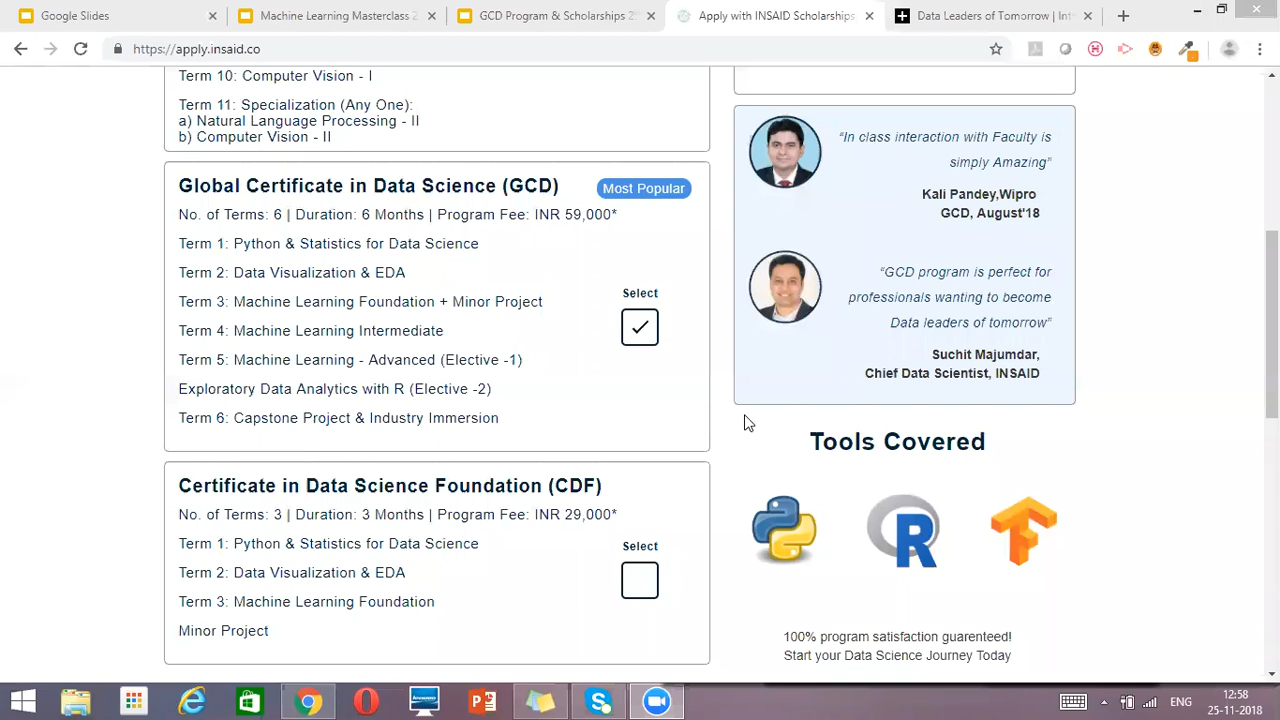 Google Slides
Machine Learning Masterclass 2
GCD Program & Scholarships 2
Apply with INSAID Scholarships,
Data Leaders of Tomorrow | Int
https://apply.insaid.co
Term 10: Computer Vision - I
Term 11: Specialization (Any One):
a) Natural Language Processing - II
b) Computer Vision - II
Global Certificate in Data Science (GCD)
Most Popular
No. of Terms: 6 | Duration: 6 Months | Program Fee: INR 59,000*
Term 1: Python & Statistics for Data Science
Term 2: Data Visualization & EDA
Term 3: Machine Learning Foundation + Minor Project
Term 4: Machine Learning Intermediate
Term 5: Machine Learning - Advanced (Elective -1)
Exploratory Data Analytics with R (Elective -2)
Term 6: Capstone Project & Industry Immersion
Select
Certificate in Data Science Foundation (CDF)
No. of Terms: 3 | Duration: 3 Months | Program Fee: INR 29,000*
Term 1: Python & Statistics for Data Science
Term 2: Data Visualization & EDA
Term 3: Machine Learning Foundation
Minor Project
Select
“In class interaction with Faculty is
simply Amazing”
Kali Pandey,Wipro
GCD, August'18
“GCD program is perfect for
professionals wanting to become
Data leaders of tomorrow”
Suchit Majumdar,
Chief Data Scientist, INSAID
Tools Covered
R
100% program satisfaction guarenteed!
Start your Data Science Journey Today
ENG
12:58
25-11-2018